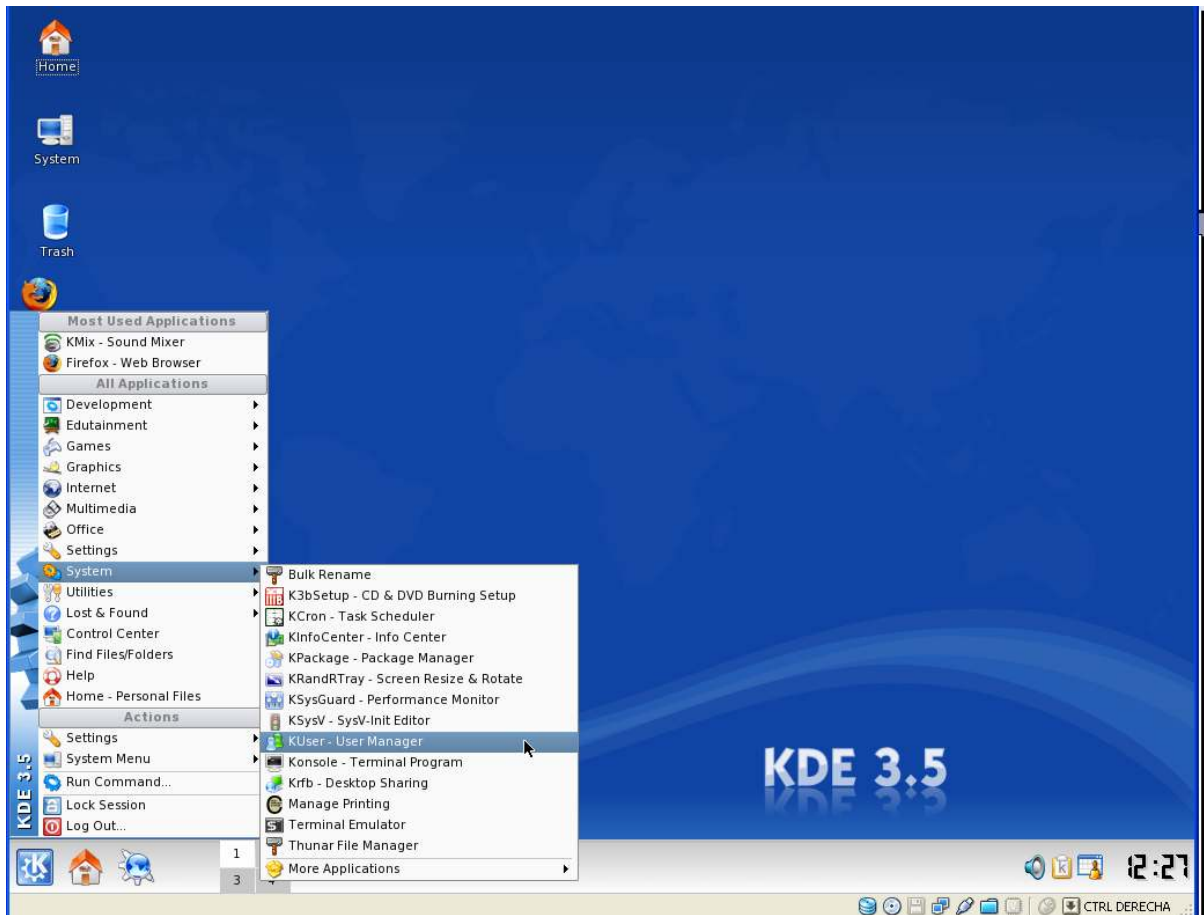 Home
System
Trash
Most Used Applications
KMix - Sound Mixer
Firefox - Web Browser
All Applications
Development
Edutainment
Games
Graphics
Internet
Multimedia
Office
Settings
System
Utilities
Lost & Found
Control Center
Find Files/Folders
Help
Home - Personal Files
Actions
Settings
System Menu
Run Command...
Lock Session
Log Out...
KDE 3.5
Bulk Rename
K3bSetup - CD & DVD Burning Setup
KCron - Task Scheduler
KInfoCenter - Info Center
KPackage - Package Manager
KRandRTray - Screen Resize & Rotate
KSysGuard - Performance Monitor
KSysV - SysV-Init Editor
KUser - User Manager
Konsole - Terminal Program
Krfb - Desktop Sharing
Manage Printing
Terminal Emulator
Thunar File Manager
More Applications
KDE 3.5
1
3
12:27
CTRL DERECHA